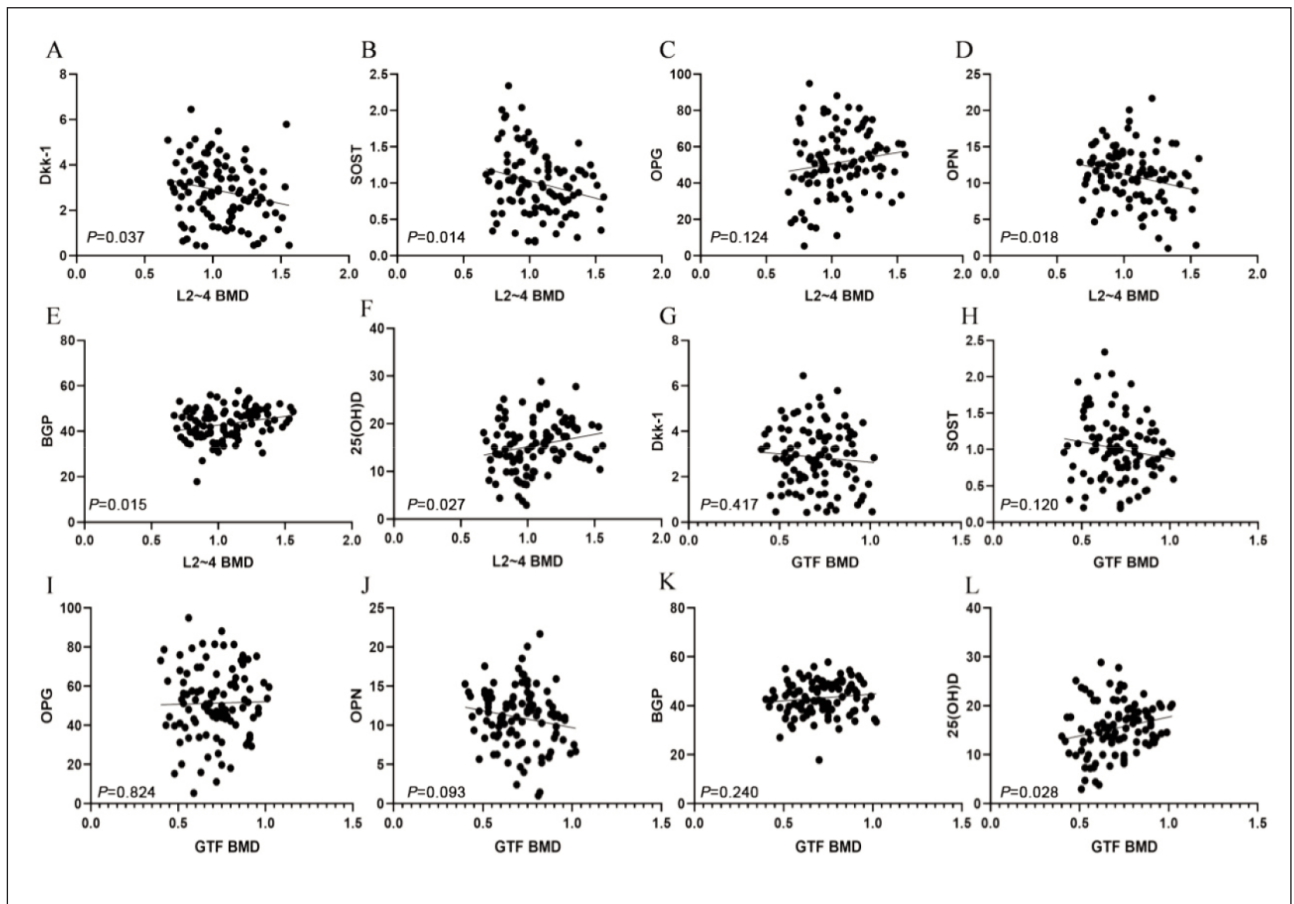 A
Dkk-1
8
6
4
2
0
P=0.037
0.0 0.5 1.0 1.5 2.0
L2~4 BMD
B
SOST
2.5
2.0
1.5
1.0
0.5
0.0
P=0.014
0.0 0.5 1.0 1.5 2.0
L2~4 BMD
C
OPG
100
80
60
40
20
0
P=0.124
0.0 0.5 1.0 1.5 2.0
L2~4 BMD
D
OPN
25
20
15
10
5
0
P=0.018
0.0 0.5 1.0 1.5 2.0
L2~4 BMD
E
BGP
80
60
40
20
0
P=0.015
0.0 0.5 1.0 1.5 2.0
L2~4 BMD
F
25(OH)D
40
30
20
10
0
P=0.027
0.0 0.5 1.0 1.5 2.0
L2~4 BMD
G
Dkk-1
8
6
4
2
0
P=0.417
0.0 0.5 1.0 1.5
GTF BMD
H
SOST
2.5
2.0
1.5
1.0
0.5
0.0
P=0.120
0.0 0.5 1.0 1.5
GTF BMD
I
OPG
100
80
60
40
20
0
P=0.824
0.0 0.5 1.0 1.5
GTF BMD
J
OPN
25
20
15
10
5
0
P=0.093
0.0 0.5 1.0 1.5
GTF BMD
K
BGP
80
60
40
20
0
P=0.240
0.0 0.5 1.0 1.5
GTF BMD
L
25(OH)D
40
30
20
10
0
P=0.028
0.0 0.5 1.0 1.5
GTF BMD